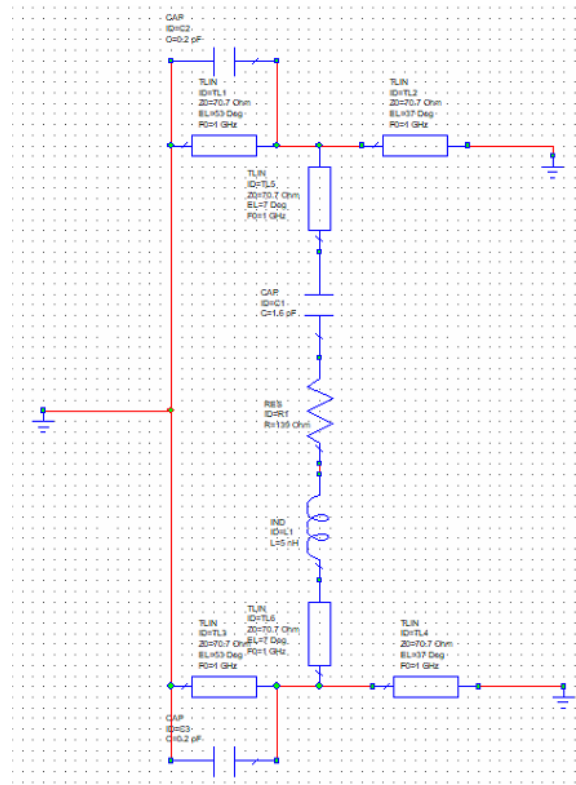 CAP
ID=C2
C=0.2 pF
TLIN
ID=TL1
Z0=70.7 Ohm
EL=53 Deg
F0=1 GHz
TLIN
ID=TL2
Z0=70.7 Ohm
EL=37 Deg
F0=1 GHz
TLIN
ID=TL5
Z0=70.7 Ohm
EL=7 Deg
F0=1 GHz
CAP
ID=C1
C=1.6 pF
RES
ID=R1
R=139 Ohm
IND
ID=L1
L=5 nH
TLIN
ID=TL6
Z0=70.7 Ohm
EL=7 Deg
F0=1 GHz
TLIN
ID=TL3
Z0=70.7 Ohm
EL=53 Deg
F0=1 GHz
TLIN
ID=TL4
Z0=70.7 Ohm
EL=37 Deg
F0=1 GHz
CAP
ID=C3
C=0.2 pF